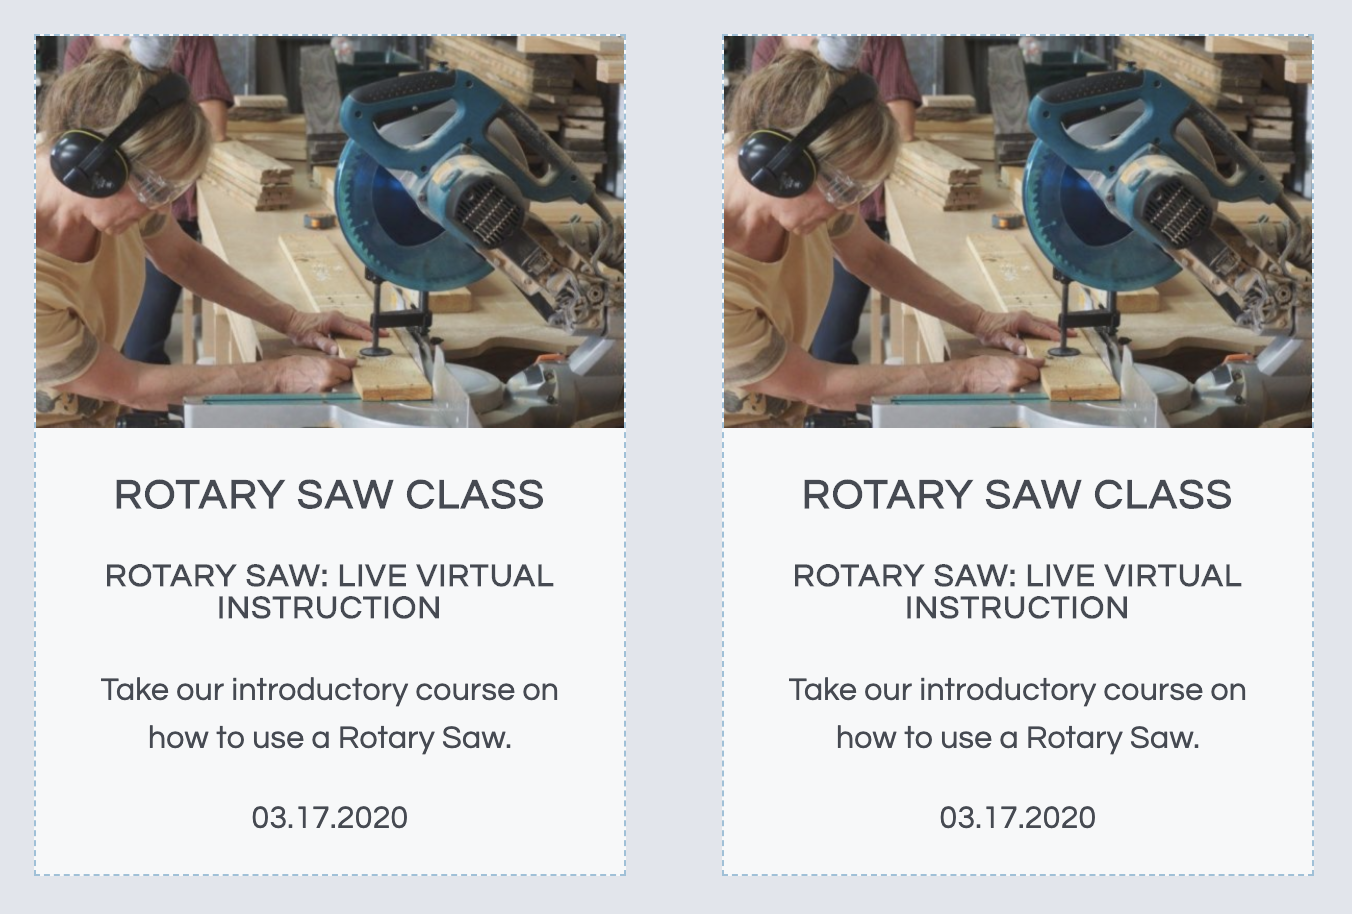 ROTARY SAW CLASS
ROTARY SAW: LIVE VIRTUAL
INSTRUCTION
Take our introductory course on
how to use a Rotary Saw.
03.17.2020
ROTARY SAW CLASS
ROTARY SAW: LIVE VIRTUAL
INSTRUCTION
Take our introductory course on
how to use a Rotary Saw.
03.17.2020